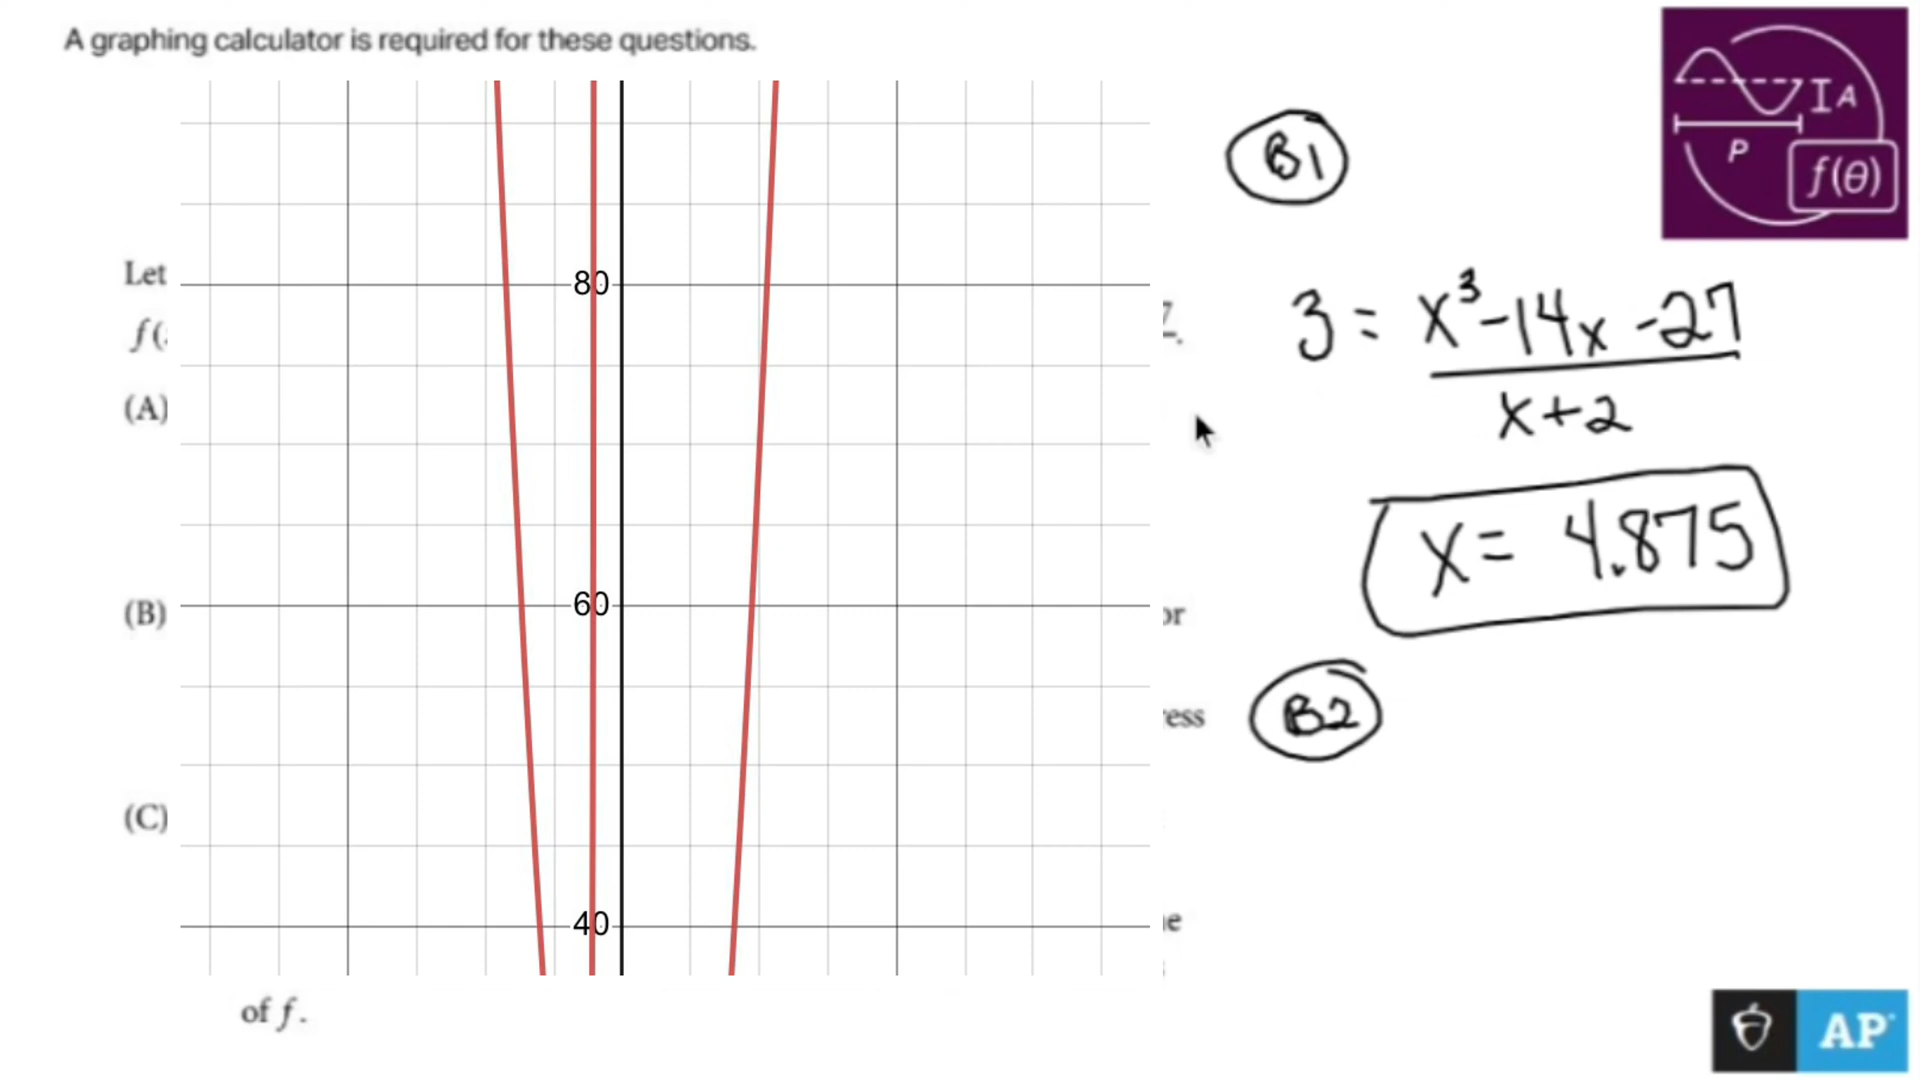 A graphing calculator is required for these questions.
Let
f(
(A)
(B)
(C)
of f.
80
60
40
7.
or
ess
e
B1
3 = x³-14x-27
x+2
x= 4.875
B2
A
P
f(θ)
AP